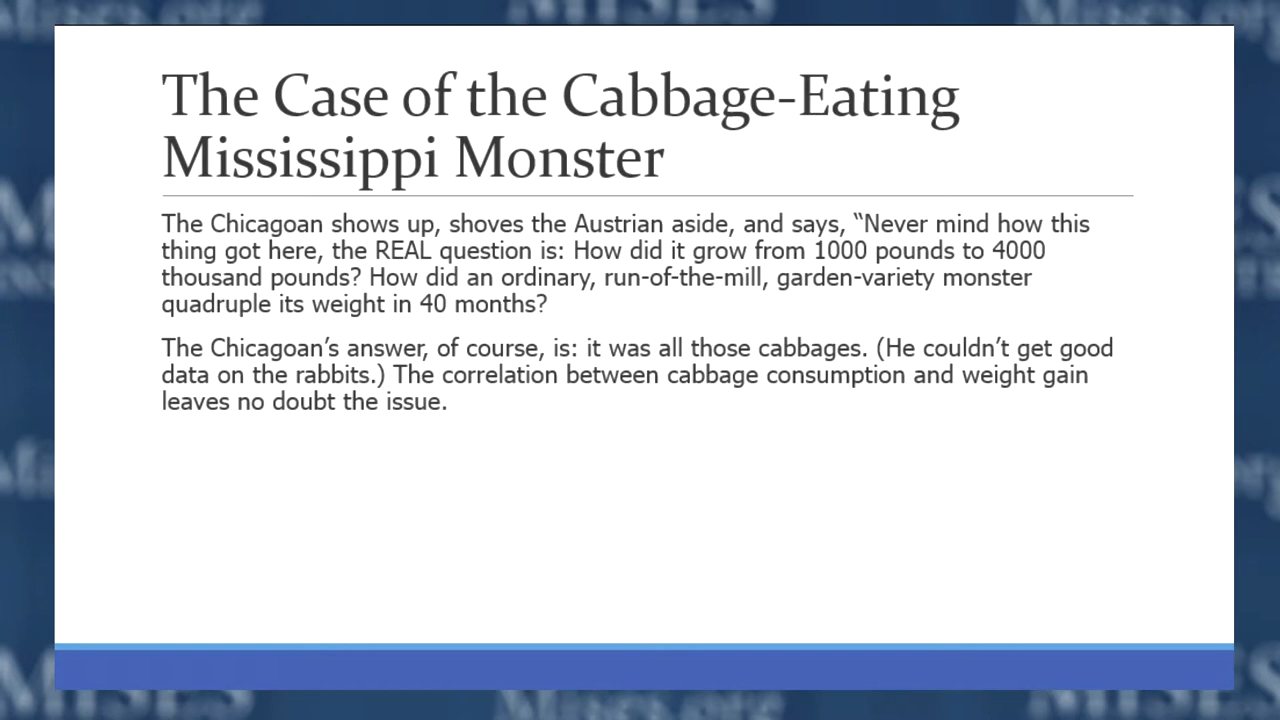 The Case of the Cabbage-Eating
Mississippi Monster
The Chicagoan shows up, shoves the Austrian aside, and says, “Never mind how this
thing got here, the REAL question is: How did it grow from 1000 pounds to 4000
thousand pounds? How did an ordinary, run-of-the-mill, garden-variety monster
quadruple its weight in 40 months?
The Chicagoan’s answer, of course, is: it was all those cabbages. (He couldn’t get good
data on the rabbits.) The correlation between cabbage consumption and weight gain
leaves no doubt the issue.
Mises.org